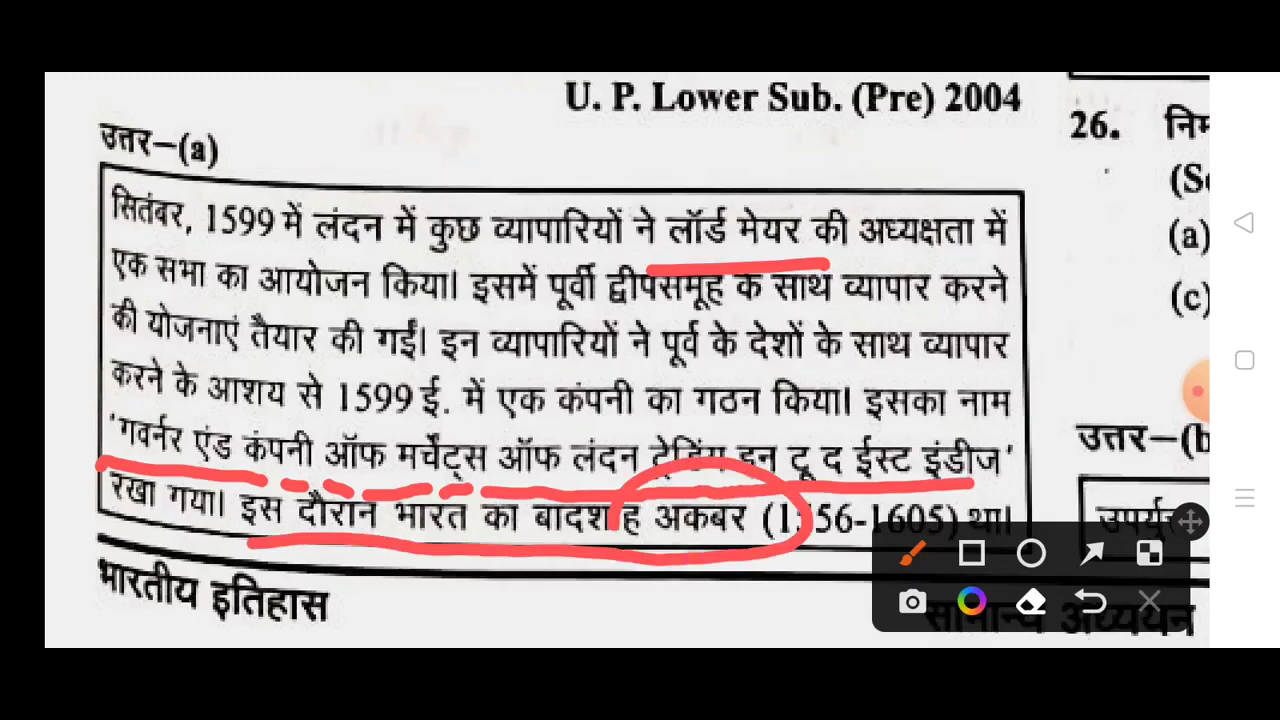 U. P. Lower Sub. (Pre) 2004
उत्तर–(a)
सितंबर, 1599 में लंदन में कुछ व्यापारियों ने लॉर्ड मेयर की अध्यक्षता में
एक सभा का आयोजन किया। इसमें पूर्वी द्वीपसमूह के साथ व्यापार करने
की योजनाएं तैयार की गईं। इन व्यापारियों ने पूर्व के देशों के साथ व्यापार
करने के आशय से 1599 ई. में एक कंपनी का गठन किया। इसका नाम
'गवर्नर एंड कंपनी ऑफ मर्चेंट्स ऑफ लंदन ट्रेडिंग इन टू द ईस्ट इंडीज'
रखा गया। इस दौरान भारत का बादशाह अकबर (1556-1605) था।
भारतीय इतिहास
26.
(a)
(c)
उत्तर–(b
सामान्य अध्ययन